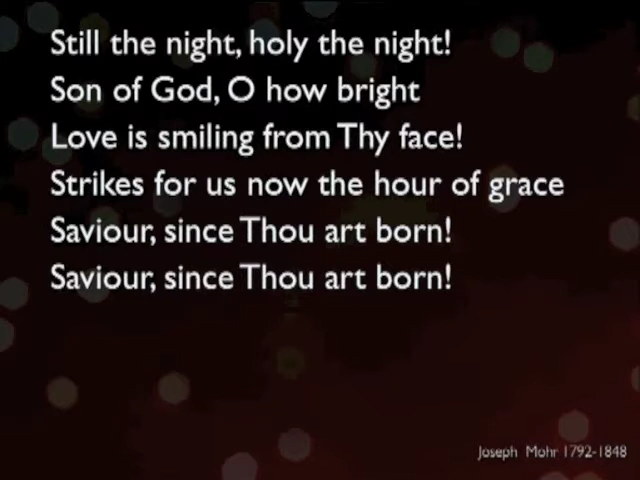 Still the night, holy the night!
Son of God, O how bright
Love is smiling from Thy face!
Strikes for us now the hour of grace
Saviour, since Thou art born!
Saviour, since Thou art born!
Joseph Mohr 1792-1848